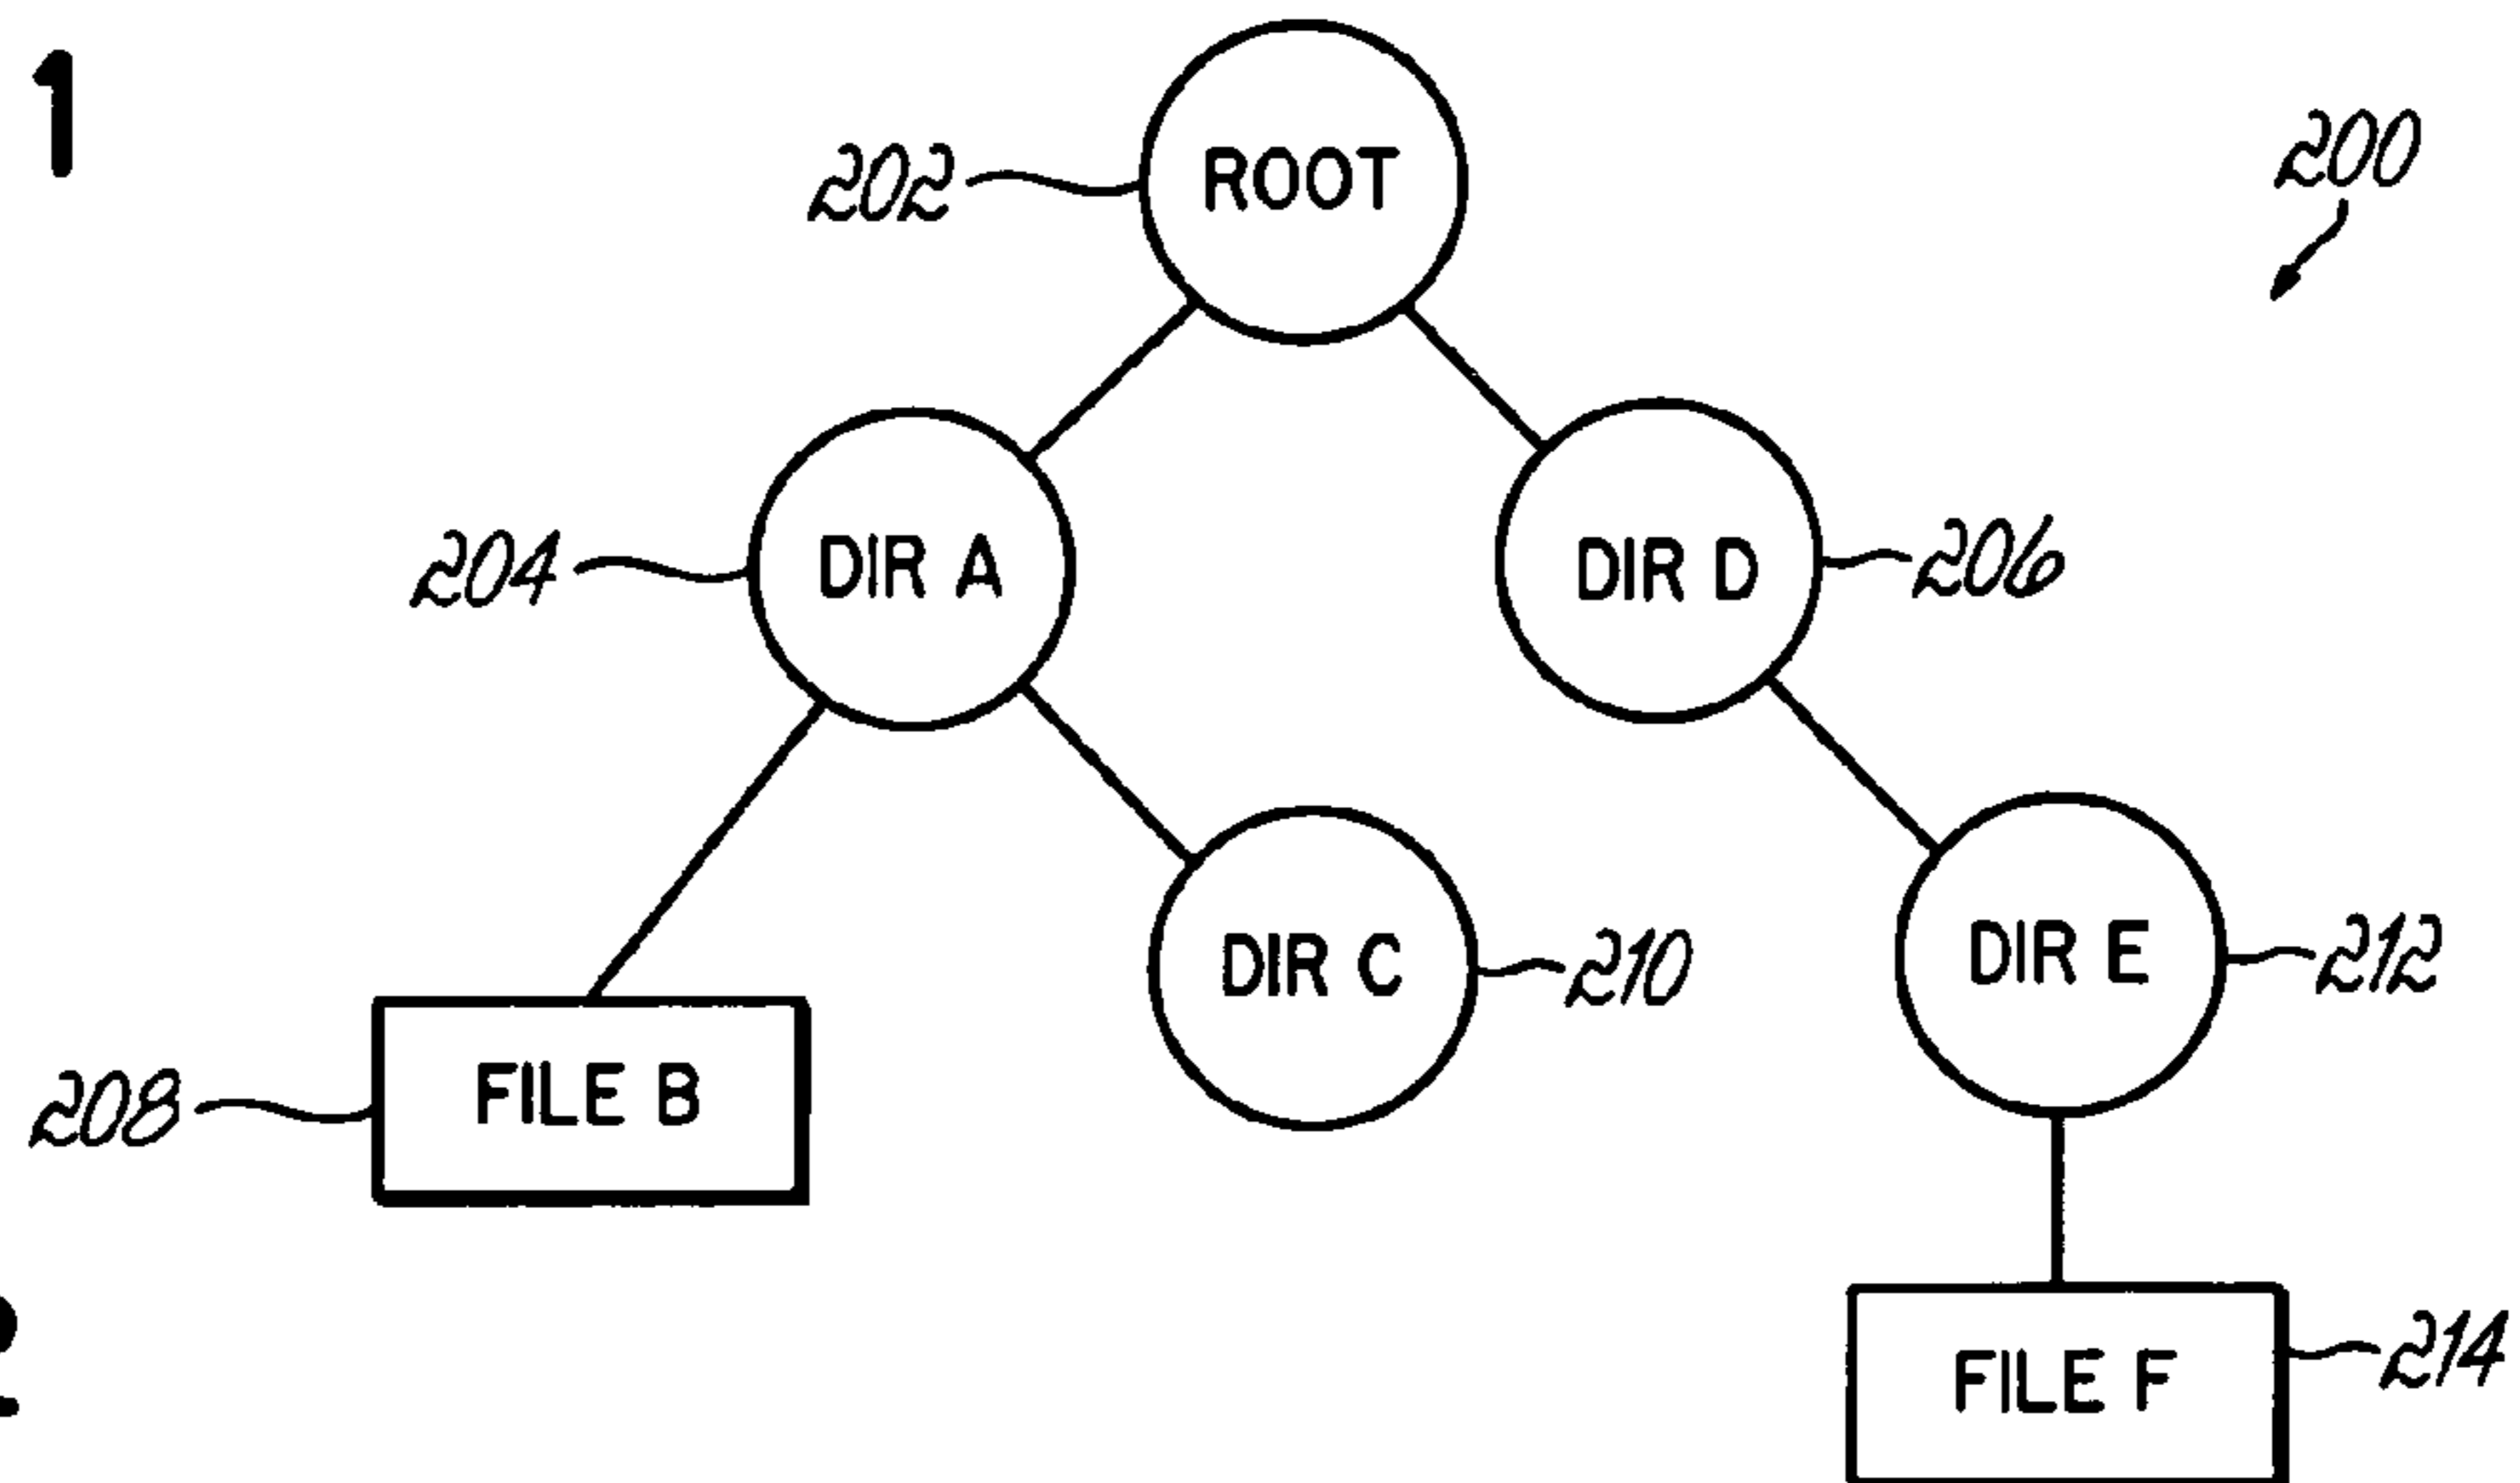 1
ROOT
202
200
DIR A
204
DIR D
206
DIR C
210
DIR E
212
FILE B
208
FILE F
214